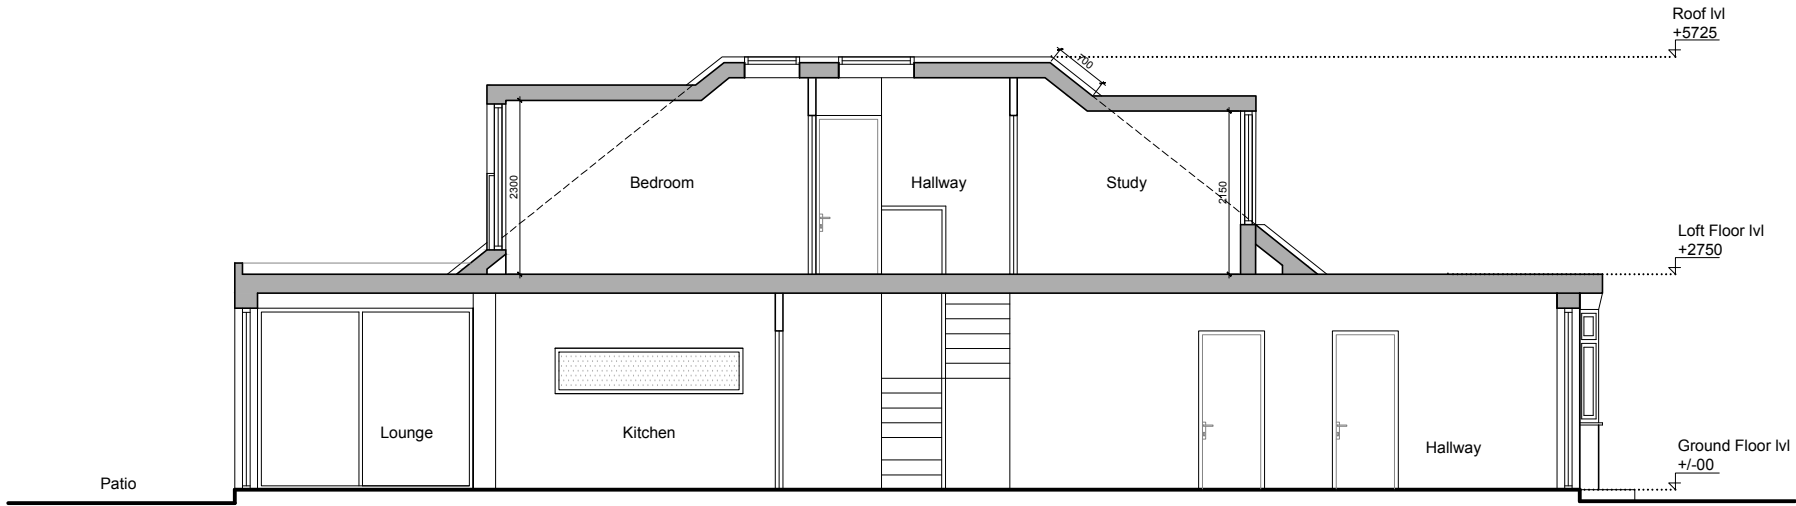 Roof lvl
+5725
700
Bedroom
Hallway
Study
2300
2150
Loft Floor lvl
+2750
Lounge
Kitchen
Hallway
Ground Floor lvl
+/-00
Patio